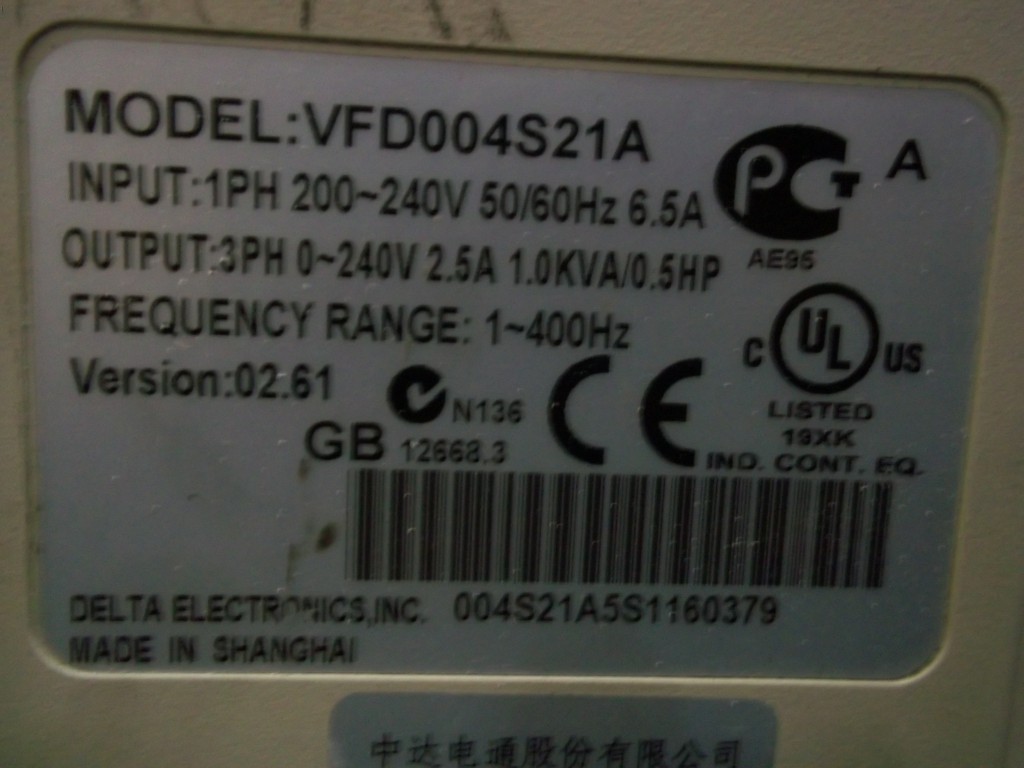 MODEL:VFD004S21A
INPUT:1PH 200~240V 50/60Hz 6.5A
OUTPUT:3PH 0~240V 2.5A 1.0KVA/0.5HP
FREQUENCY RANGE: 1~400Hz
Version:02.61
N136
GB 12668.3
CE
PG A
AE95
C UL US
LISTED
19XK
IND. CONT. EQ.
DELTA ELECTRONICS,INC. 004S21A5S1160379
MADE IN SHANGHAI
中达电通股份有限公司